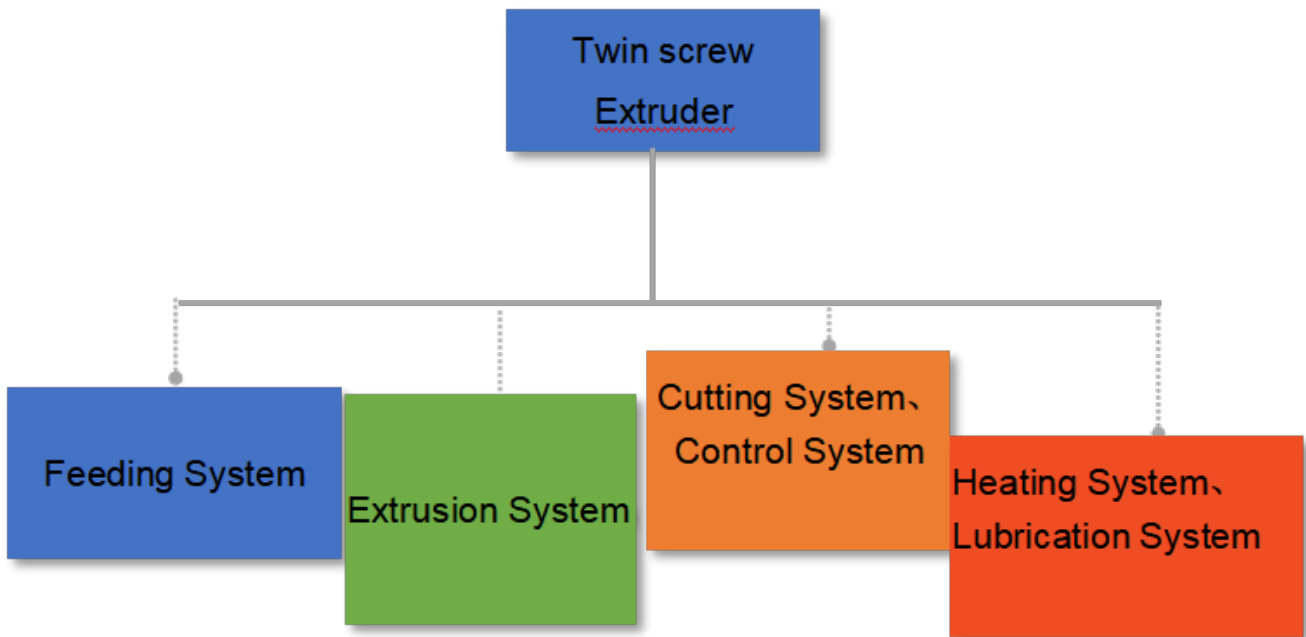 Twin screw
Extruder
Feeding System
Extrusion System
Cutting System、
Control System
Heating System、
Lubrication System